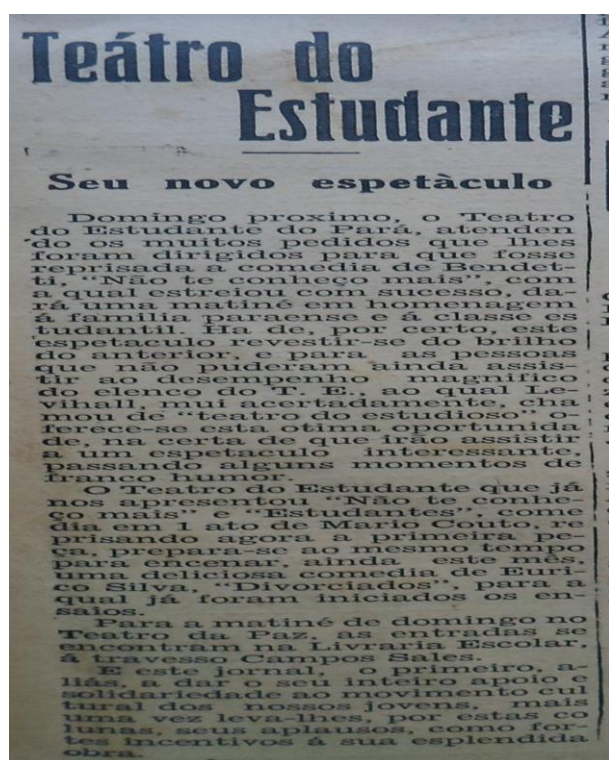 Teátro do
Estudante
Seu novo espetàculo
Domingo proximo, o Teatro
do Estudante do Pará, atenden
do os muitos pedidos que lhes
foram dirigidos para que fosse
reprisada a comedia de Bendet-
ti, "Não te conheço mais", com
a qual estreiou com sucesso, da-
rá uma matiné em homenagem
á familia paraense e á classe es
tudantil. Ha de, por certo, este
espetaculo revestir-se do brilho
do anterior, e para as pessoas
que não puderam ainda assis-
tir ao desempenho magnifico
do elenco do T. E., ao qual Le-
vihall, mui acertadamente, cha
mou de "teatro do estudioso" o-
ferece-se esta otima oportunida
de, na certa de que irão assistir
a um espetaculo interessante,
passando alguns momentos de
franco humor.
O Teatro do Estudante que já
nos apresentou "Não te conhe-
ço mais" e "Estudantes", come
dia em 1 ato de Mario Couto, re
prisando agora a primeira pe-
ça, prepara-se ao mesmo tempo
para encenar, ainda este mês,
uma deliciosa comedia de Euri-
co Silva, "Divorciados", para a
qual já foram iniciados os en-
saios.
Para a matiné de domingo no
Teatro da Paz, as entradas se
encontram na Livraria Escolar,
á travesso Campos Sales.
E este jornal, o primeiro, a-
liás, a dar o seu inteiro apoio e
solidariedade ao movimento cul
tural dos nossos jovens, mais
uma vez leva-lhes, por estas co
lunas, seus aplausos, como for-
tes incentivos á sua esplendida
obra.